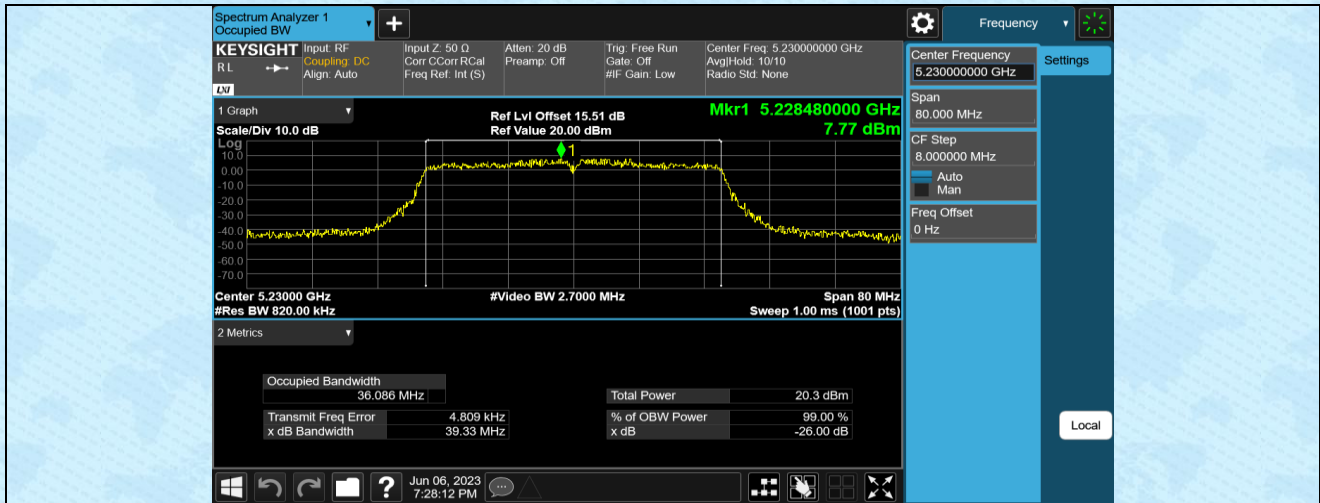 Spectrum Analyzer 1
Occupied BW
Frequency
KEYSIGHT
R L
LXI
Input: RF
Coupling: DC
Align: Auto
Input Z: 50 Ω
Corr CCorr RCal
Freq Ref: Int (S)
Atten: 20 dB
Preamp: Off
Trig: Free Run
Gate: Off
#IF Gain: Low
Center Freq: 5.230000000 GHz
Avg|Hold: 10/10
Radio Std: None
1 Graph
Scale/Div 10.0 dB
Ref Lvl Offset 15.51 dB
Ref Value 20.00 dBm
Mkr1 5.228480000 GHz
7.77 dBm
Log
10.0
0.00
-10.0
-20.0
-30.0
-40.0
-50.0
-60.0
-70.0
1
Center 5.23000 GHz
#Res BW 820.00 kHz
#Video BW 2.7000 MHz
Span 80 MHz
Sweep 1.00 ms (1001 pts)
2 Metrics
Occupied Bandwidth
36.086 MHz
Transmit Freq Error 4.809 kHz
x dB Bandwidth 39.33 MHz
Total Power 20.3 dBm
% of OBW Power 99.00 %
x dB -26.00 dB
Center Frequency
5.230000000 GHz
Span
80.000 MHz
CF Step
8.000000 MHz
Auto
Man
Freq Offset
0 Hz
Settings
Local
?
Jun 06, 2023
7:28:12 PM